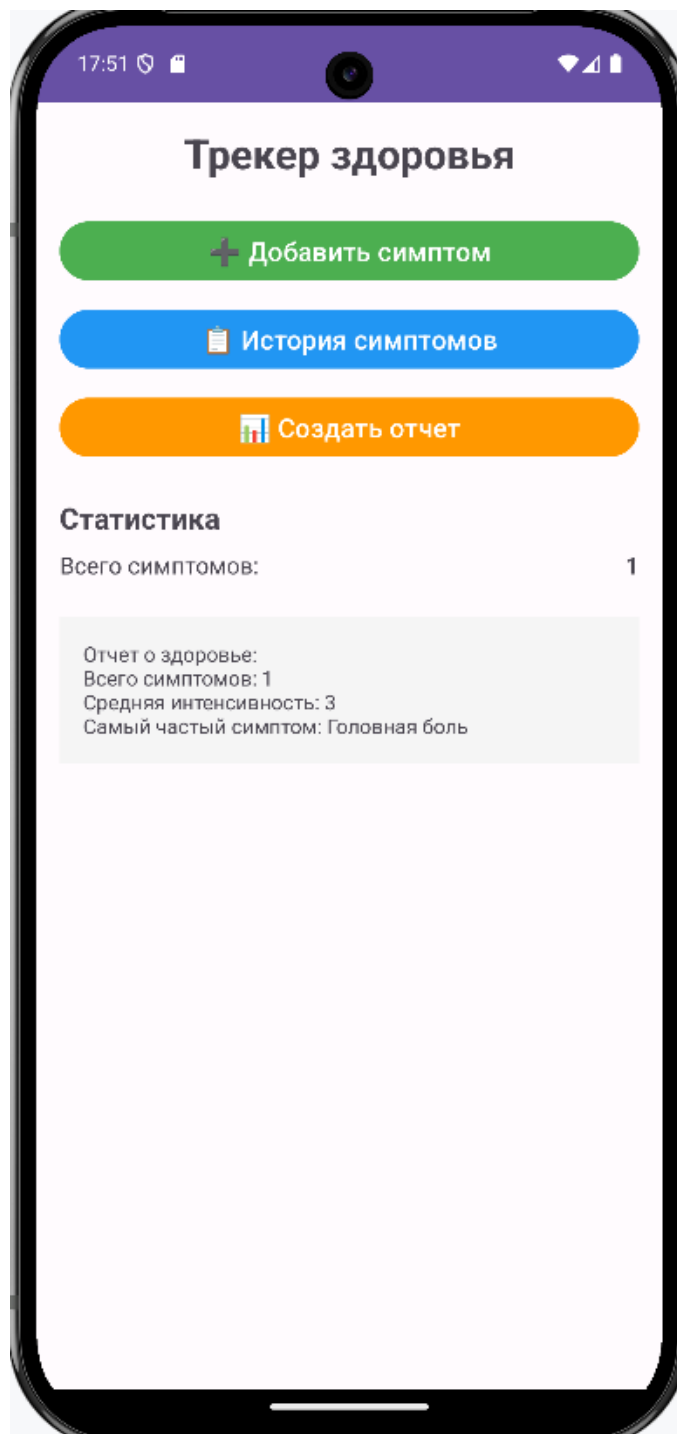 17:51
Трекер здоровья
➕ Добавить симптом
📋 История симптомов
📊 Создать отчет
Статистика
Всего симптомов: 1
Отчет о здоровье:
Всего симптомов: 1
Средняя интенсивность: 3
Самый частый симптом: Головная боль